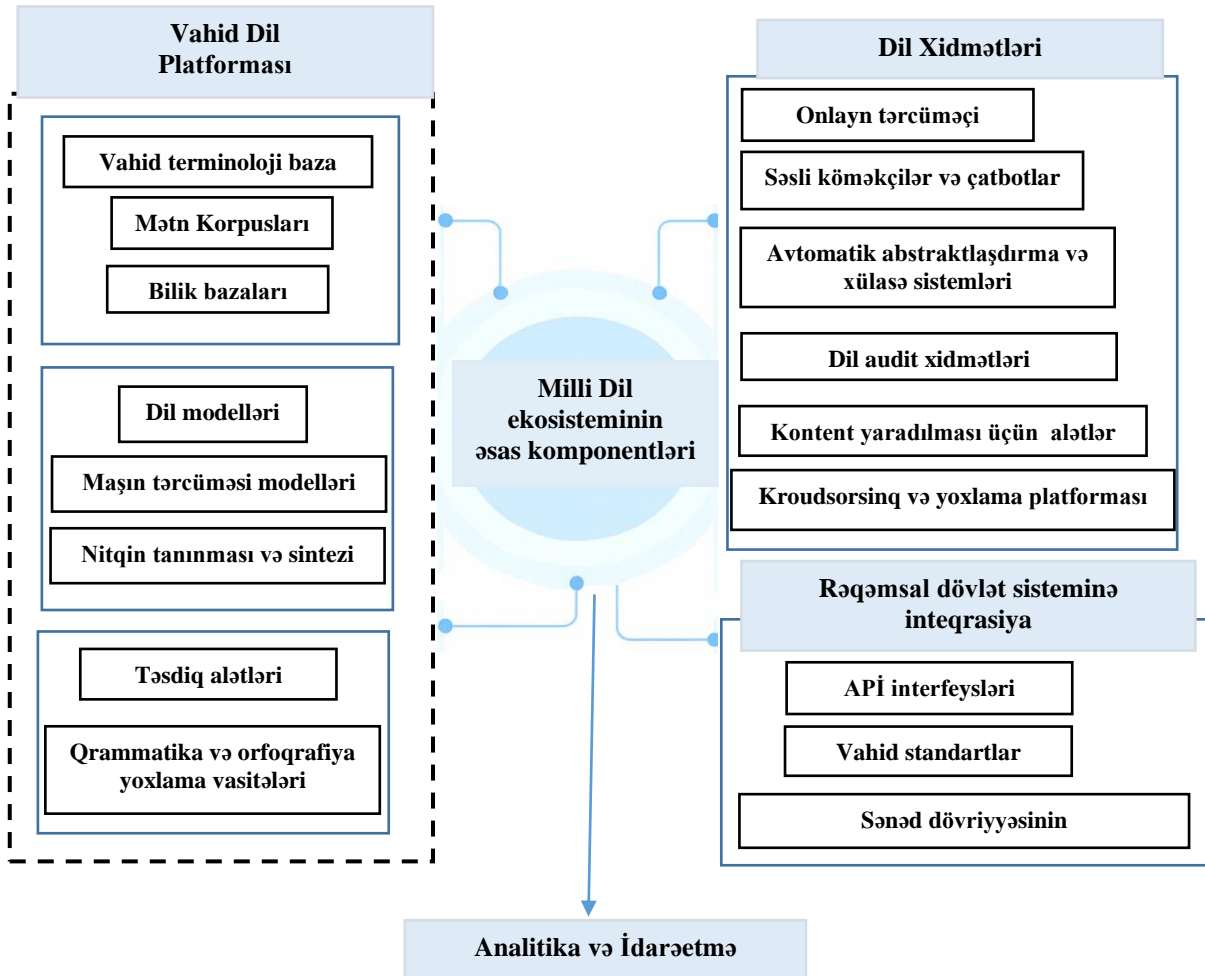 Vahid Dil
Platforması
Vahid terminoloji baza
Mətn Korpusları
Bilik bazaları
Dil modelləri
Maşın tərcüməsi modelləri
Nitqin tanınması və sintezi
Təsdiq alətləri
Qrammatika və orfoqrafiya
yoxlama vasitələri
Milli Dil
ekosisteminin
əsas komponentləri
Dil Xidmətləri
Onlayn tərcüməçi
Səsli köməkçilər və çatbotlar
Avtomatik abstraktlaşdırma və
xülasə sistemləri
Dil audit xidmətləri
Kontent yaradılması üçün alətlər
Kroudsorsinq və yoxlama platforması
Rəqəmsal dövlət sisteminə
inteqrasiya
APİ interfeysləri
Vahid standartlar
Sənəd dövriyyəsinin
Analitika və İdarəetmə